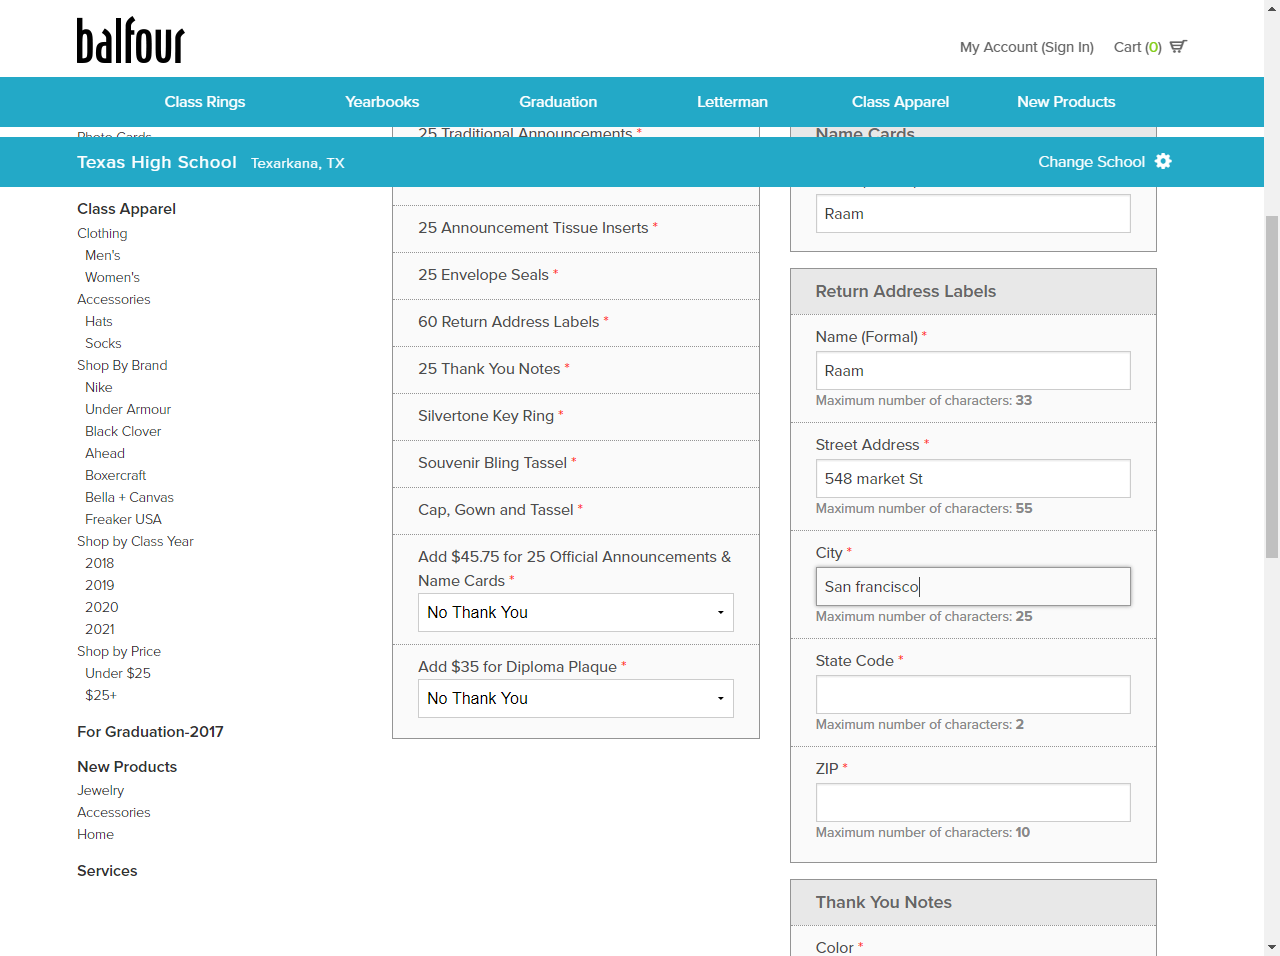 balfour
My Account (Sign In)
Cart (0)
Class Rings
Yearbooks
Graduation
Letterman
Class Apparel
New Products
Photo Cards
25 Traditional Announcements *
Name Cards
Texas High School
Texarkana, TX
Change School
Class Apparel
Clothing
Men's
Women's
Accessories
Hats
Socks
Shop By Brand
Nike
Under Armour
Black Clover
Ahead
Boxercraft
Bella + Canvas
Freaker USA
Shop by Class Year
2018
2019
2020
2021
Shop by Price
Under $25
$25+
For Graduation-2017
New Products
Jewelry
Accessories
Home
Services
25 Announcement Tissue Inserts *
25 Envelope Seals *
60 Return Address Labels *
25 Thank You Notes *
Silvertone Key Ring *
Souvenir Bling Tassel *
Cap, Gown and Tassel *
Add $45.75 for 25 Official Announcements &
Name Cards *
No Thank You
Add $35 for Diploma Plaque *
No Thank You
Raam
Return Address Labels
Name (Formal) *
Raam
Maximum number of characters: 33
Street Address *
548 market St
Maximum number of characters: 55
City *
San francisco
Maximum number of characters: 25
State Code *
Maximum number of characters: 2
ZIP *
Maximum number of characters: 10
Thank You Notes
Color *